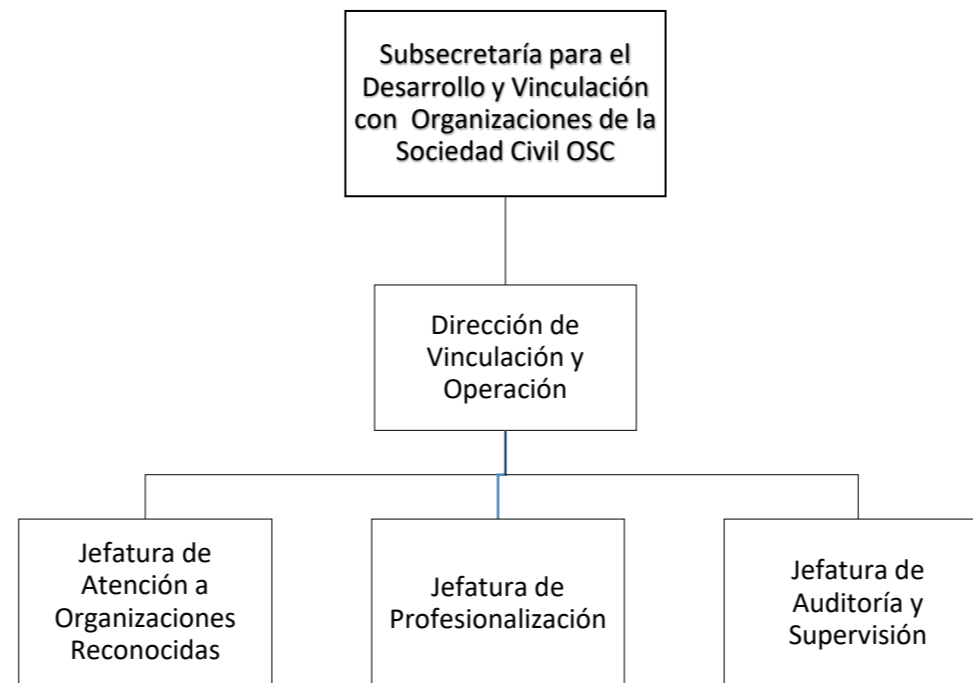 Subsecretaría para el
Desarrollo y Vinculación
con Organizaciones de la
Sociedad Civil OSC
Dirección de
Vinculación y
Operación
Jefatura de
Atención a
Organizaciones
Reconocidas
Jefatura de
Profesionalización
Jefatura de
Auditoría y
Supervisión